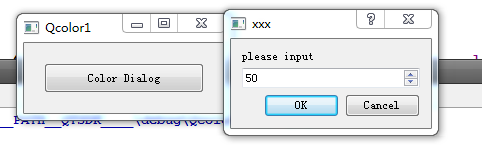 Qcolor1
xxx
Color Dialog
please input
50
OK
Cancel